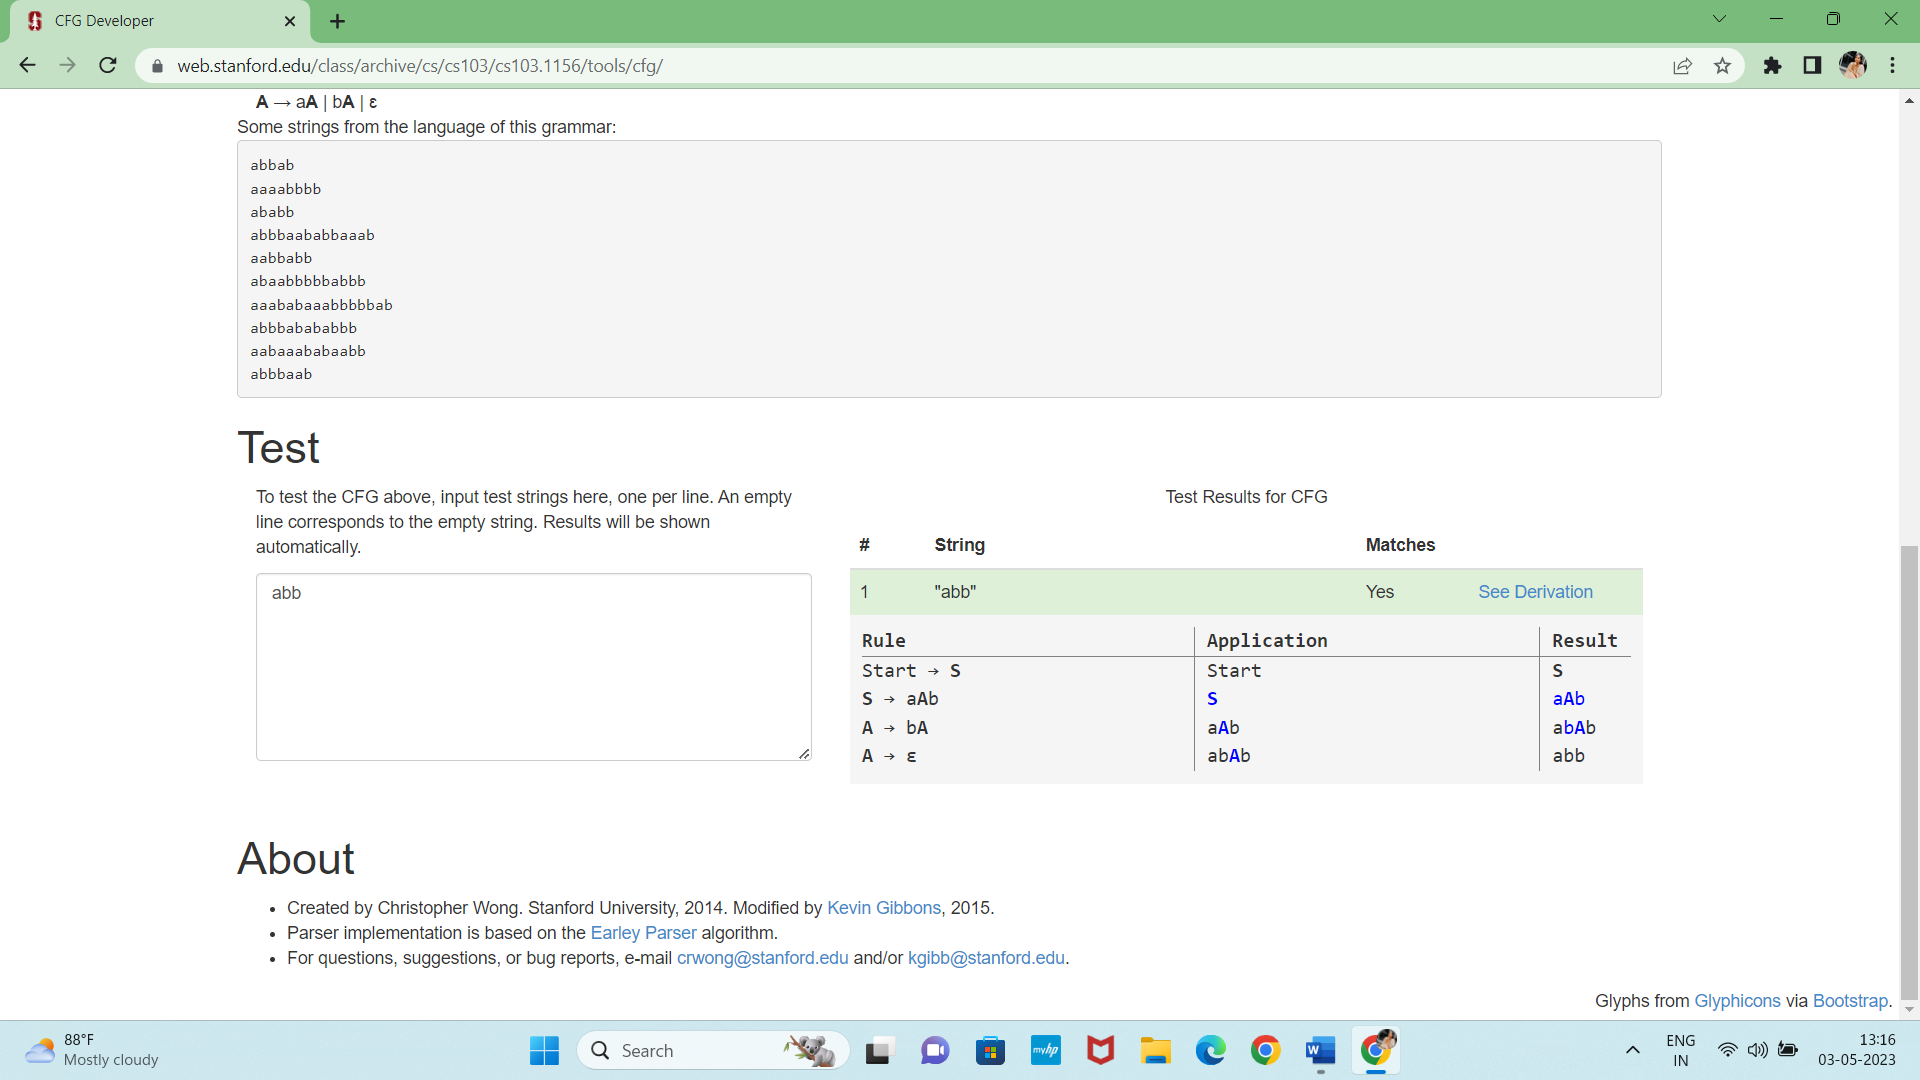 CFG Developer
web.stanford.edu/class/archive/cs/cs103/cs103.1156/tools/cfg/
A → aA | bA | ε
Some strings from the language of this grammar:
abbab
aaaabbbb
ababb
abbbaababbaaab
aabbabb
abaabbbbbabbb
aaababaaabbbbbab
abbbabababbb
aabaaababaabb
abbbaab
Test
To test the CFG above, input test strings here, one per line. An empty
line corresponds to the empty string. Results will be shown
automatically.
abb
Test Results for CFG
# String Matches
1 "abb" Yes See Derivation
Rule Application Result
Start → S Start S
S → aAb S aAb
A → bA aAb abAb
A → ε abAb abb
About
• Created by Christopher Wong. Stanford University, 2014. Modified by Kevin Gibbons, 2015.
• Parser implementation is based on the Earley Parser algorithm.
• For questions, suggestions, or bug reports, e-mail crwong@stanford.edu and/or kgibb@stanford.edu.
Glyphs from Glyphicons via Bootstrap.
88°F
Mostly cloudy
Search
myhp
W
ENG
IN
13:16
03-05-2023